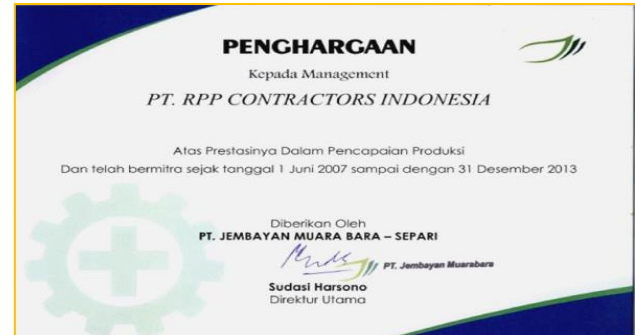 PENGHARGAAN
Kepada Management
PT. RPP CONTRACTORS INDONESIA
Atas Prestasinya Dalam Pencapaian Produksi
Dan telah bermitra sejak tanggal 1 Juni 2007 sampai dengan 31 Desember 2013
Diberikan Oleh
PT. JEMBAYAN MUARA BARA – SEPARI
PT. Jembayan Muarabara
Sudasi Harsono
Direktur Utama